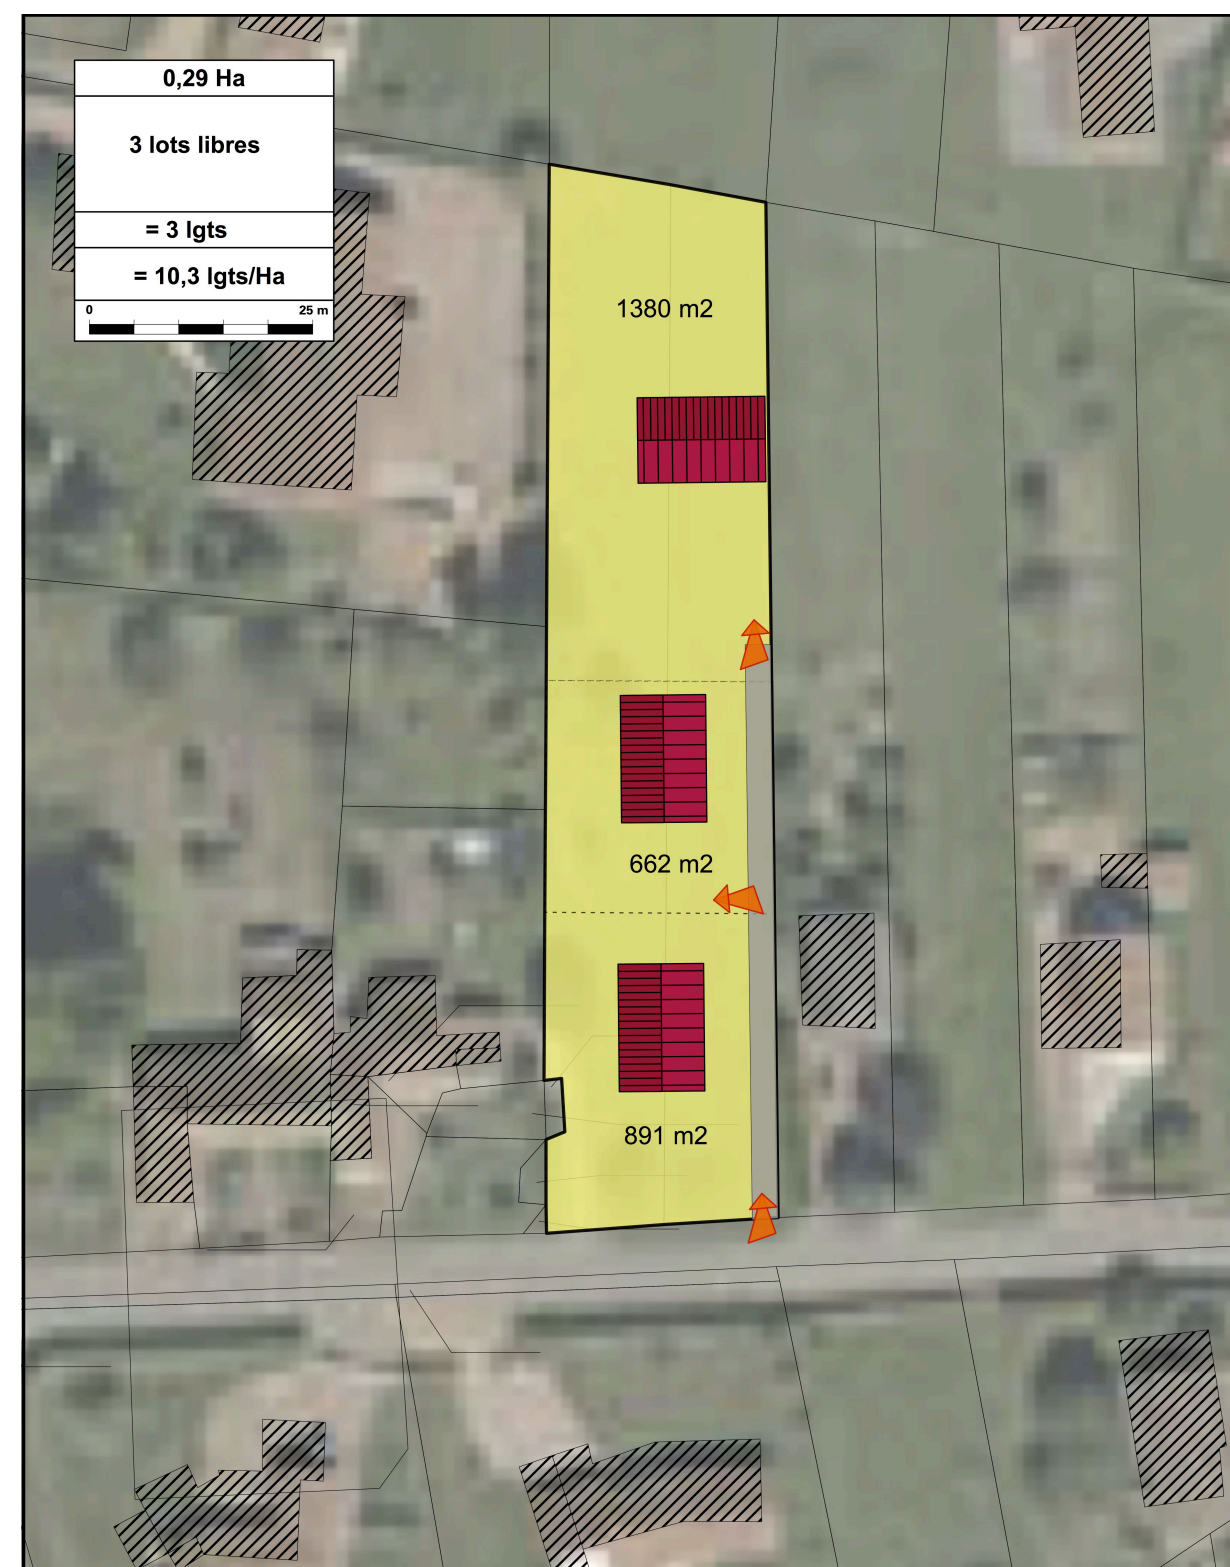 0,29 Ha
3 lots libres
= 3 lgts
= 10,3 lgts/Ha
0 25 m
1380 m2
662 m2
891 m2